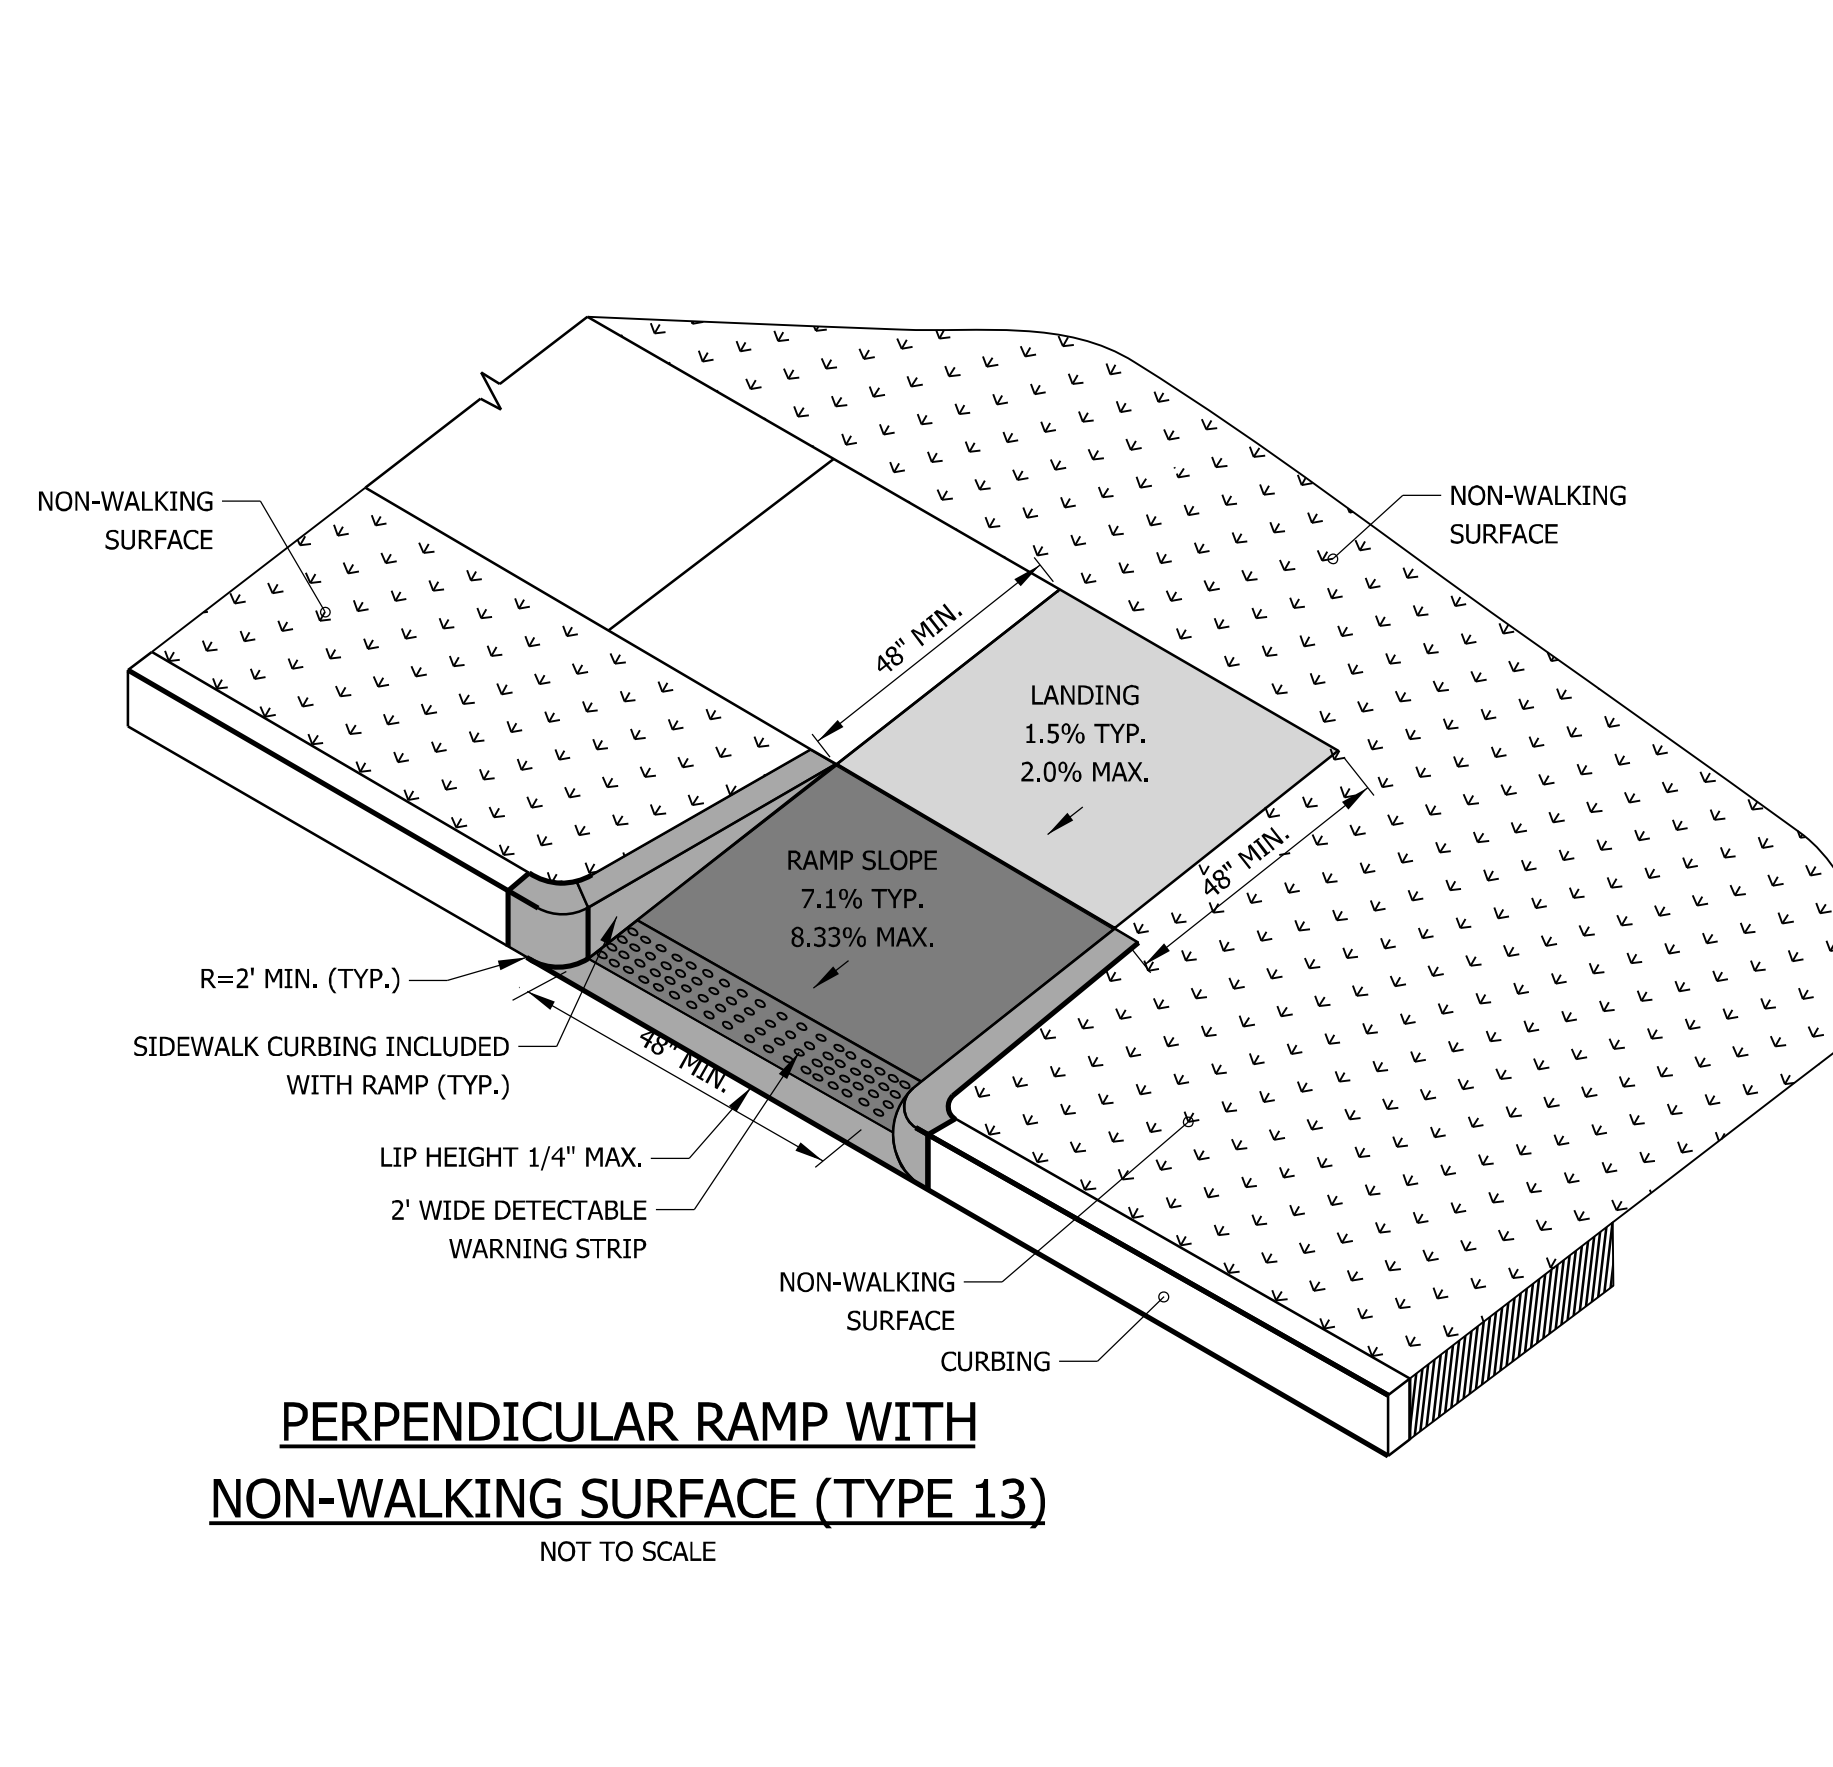 NON-WALKING
SURFACE
NON-WALKING
SURFACE
48" MIN.
LANDING
1.5% TYP.
2.0% MAX.
48" MIN.
RAMP SLOPE
7.1% TYP.
8.33% MAX.
R=2' MIN. (TYP.)
SIDEWALK CURBING INCLUDED
WITH RAMP (TYP.)
48" MIN.
LIP HEIGHT 1/4" MAX.
2' WIDE DETECTABLE
WARNING STRIP
NON-WALKING
SURFACE
CURBING
PERPENDICULAR RAMP WITH
NON-WALKING SURFACE (TYPE 13)
NOT TO SCALE